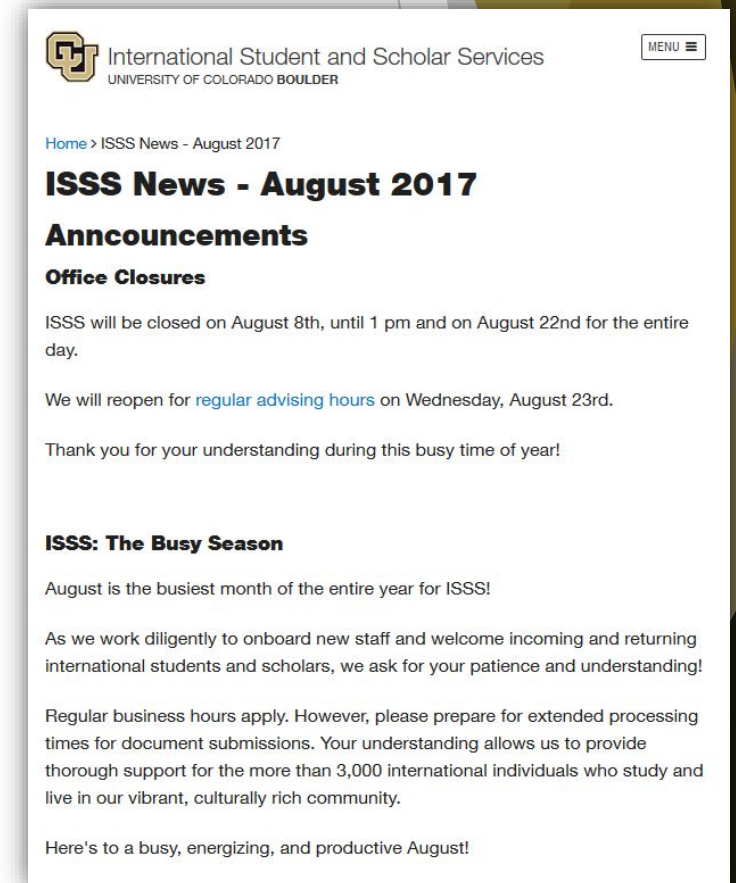 CU International Student and Scholar Services
UNIVERSITY OF COLORADO BOULDER
MENU
Home > ISSS News - August 2017
ISSS News - August 2017
Anncouncements
Office Closures
ISSS will be closed on August 8th, until 1 pm and on August 22nd for the entire
day.
We will reopen for regular advising hours on Wednesday, August 23rd.
Thank you for your understanding during this busy time of year!
ISSS: The Busy Season
August is the busiest month of the entire year for ISSS!
As we work diligently to onboard new staff and welcome incoming and returning
international students and scholars, we ask for your patience and understanding!
Regular business hours apply. However, please prepare for extended processing
times for document submissions. Your understanding allows us to provide
thorough support for the more than 3,000 international individuals who study and
live in our vibrant, culturally rich community.
Here's to a busy, energizing, and productive August!